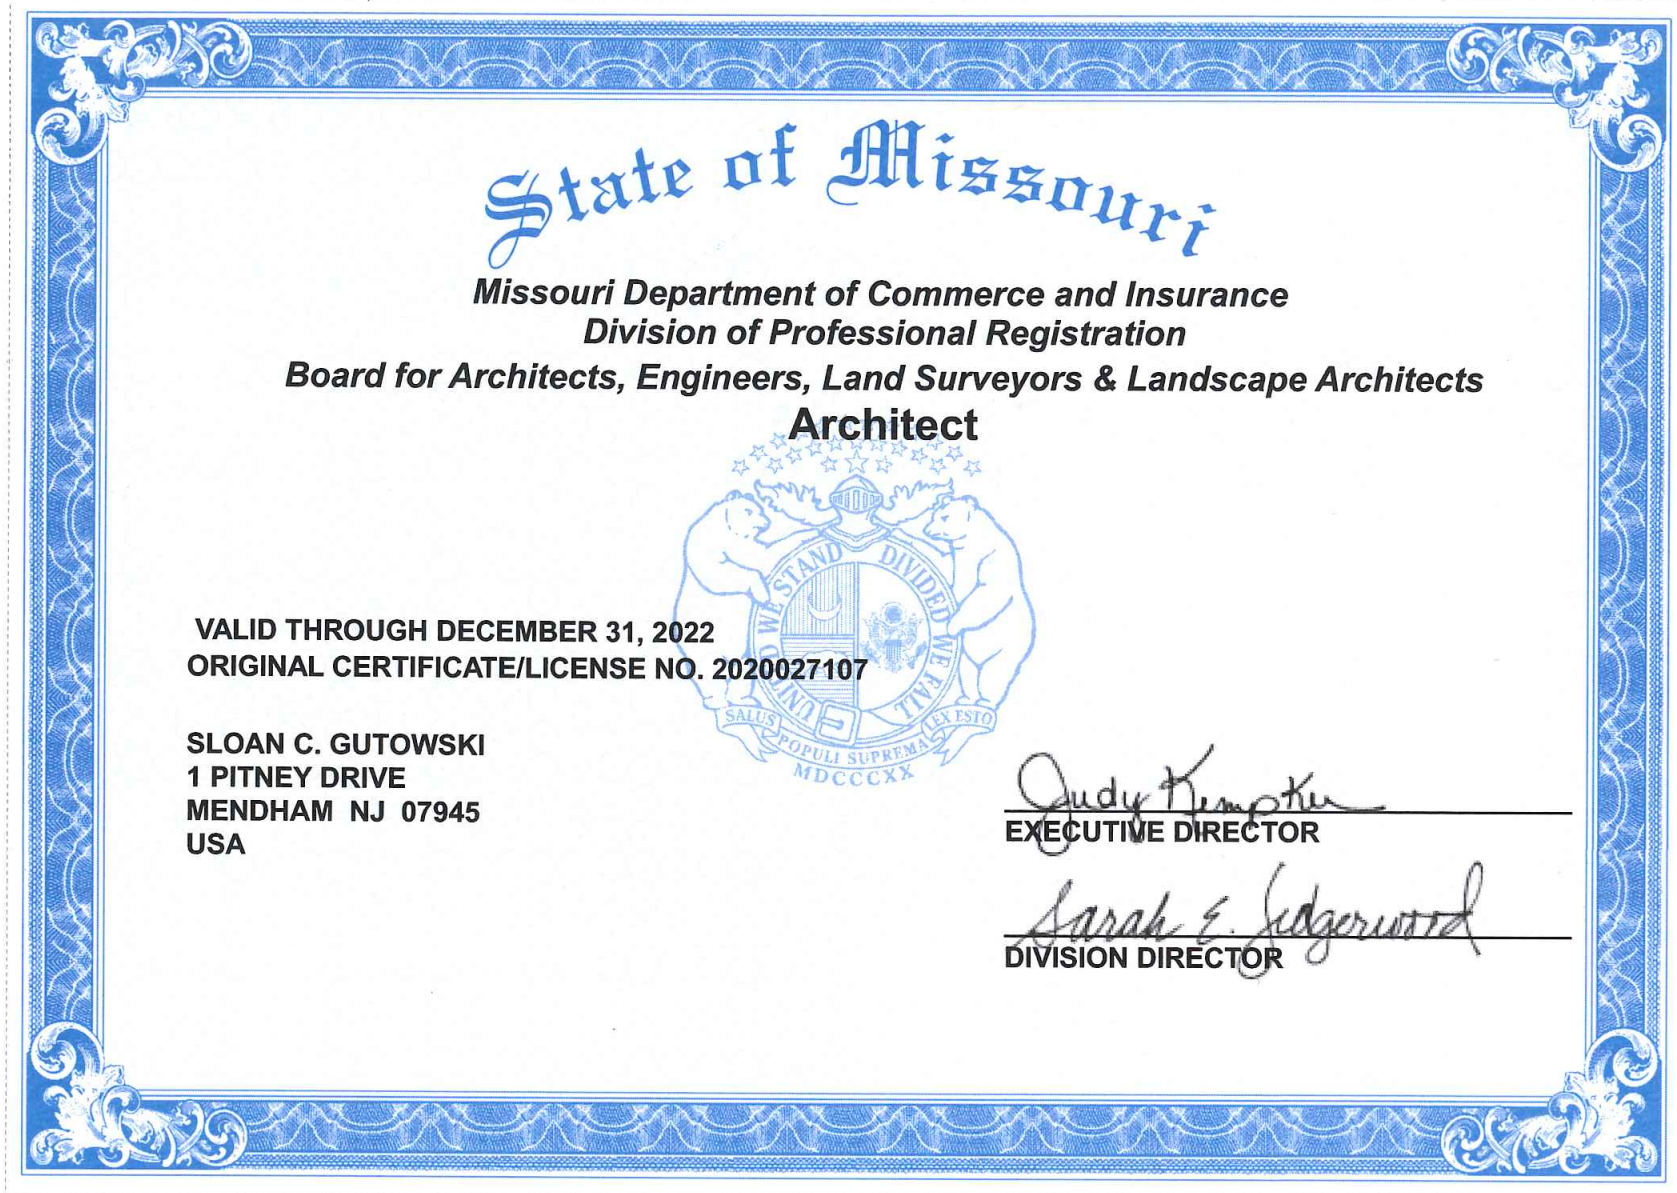 State of Missouri
Missouri Department of Commerce and Insurance
Division of Professional Registration
Board for Architects, Engineers, Land Surveyors & Landscape Architects
Architect
UNITED WE STAND DIVIDED WE FALL
VALID THROUGH DECEMBER 31, 2022
ORIGINAL CERTIFICATE/LICENSE NO. 2020027107
SALUS POPULI SUPREMA LEX ESTO
MDCCCXX
SLOAN C. GUTOWSKI
1 PITNEY DRIVE
MENDHAM NJ 07945
USA
Judy Kempker
EXECUTIVE DIRECTOR
Sarah E. Ledgerwood
DIVISION DIRECTOR